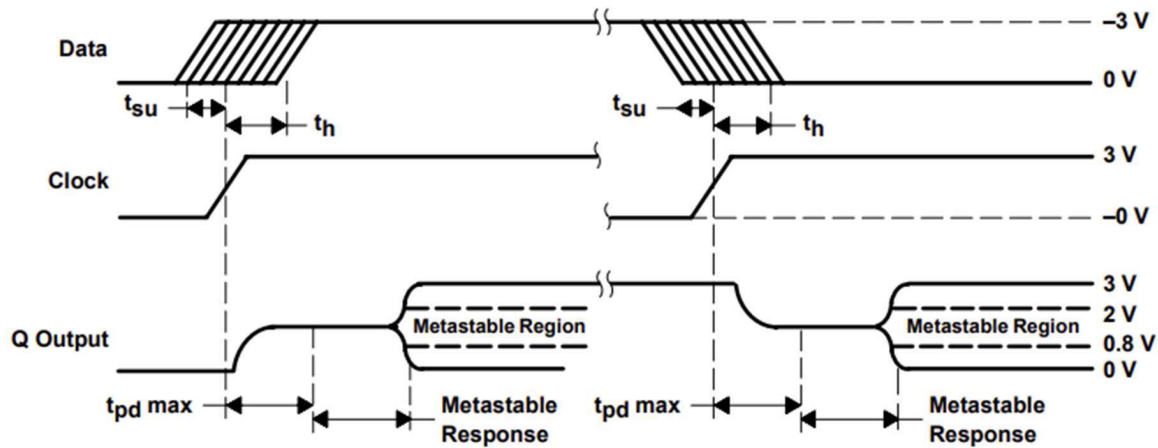 Data
–3 V
0 V
tsu
th
tsu
th
Clock
3 V
–0 V
Q Output
Metastable Region
Metastable Region
3 V
2 V
0.8 V
0 V
tpd max
Metastable
Response
tpd max
Metastable
Response